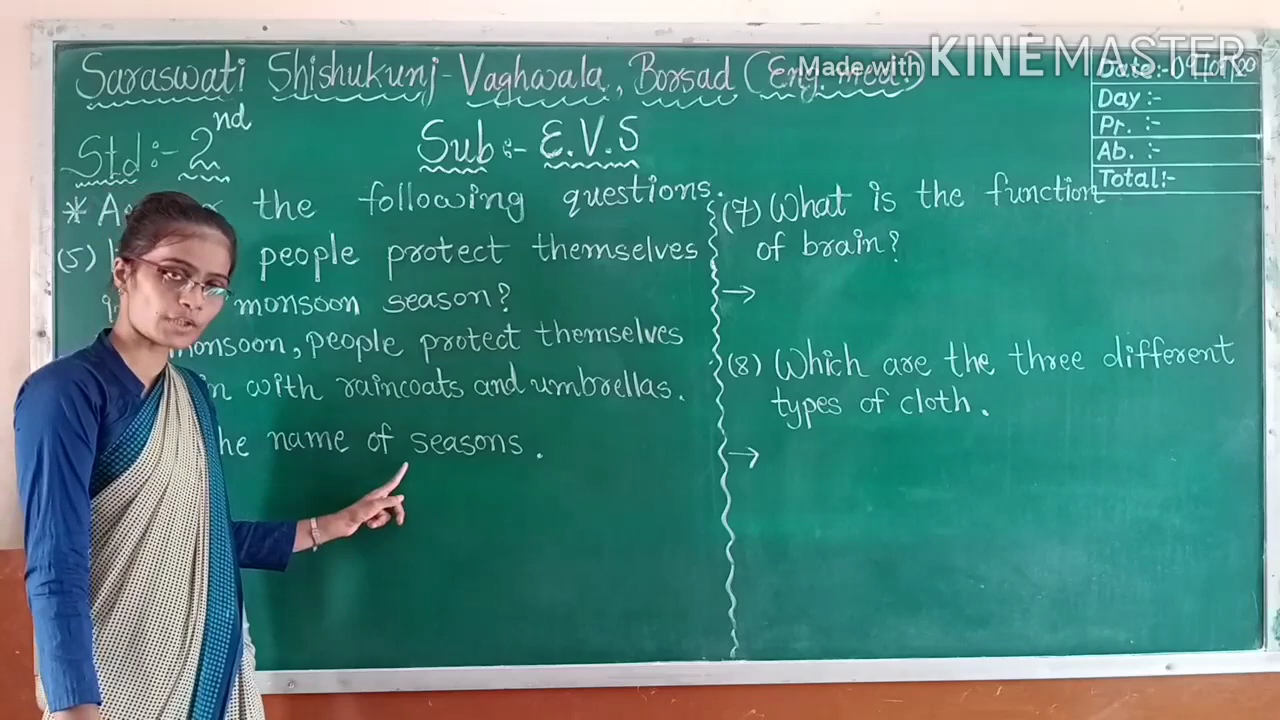 Saraswati Shishukunj-Vaghwala, Borsad (Eng. med.)
Made with KINEMASTER
Date:-
Day :-
Pr. :-
Ab. :-
Total:-
Std:- 2nd
Sub:- E.V.S
* the following questions.
(5) people protect themselves
monsoon season?
monsoon, people protect themselves
with raincoats and umbrellas.
name of seasons.
(7) What is the function
of brain?
→
(8) Which are the three different
types of cloth.
→